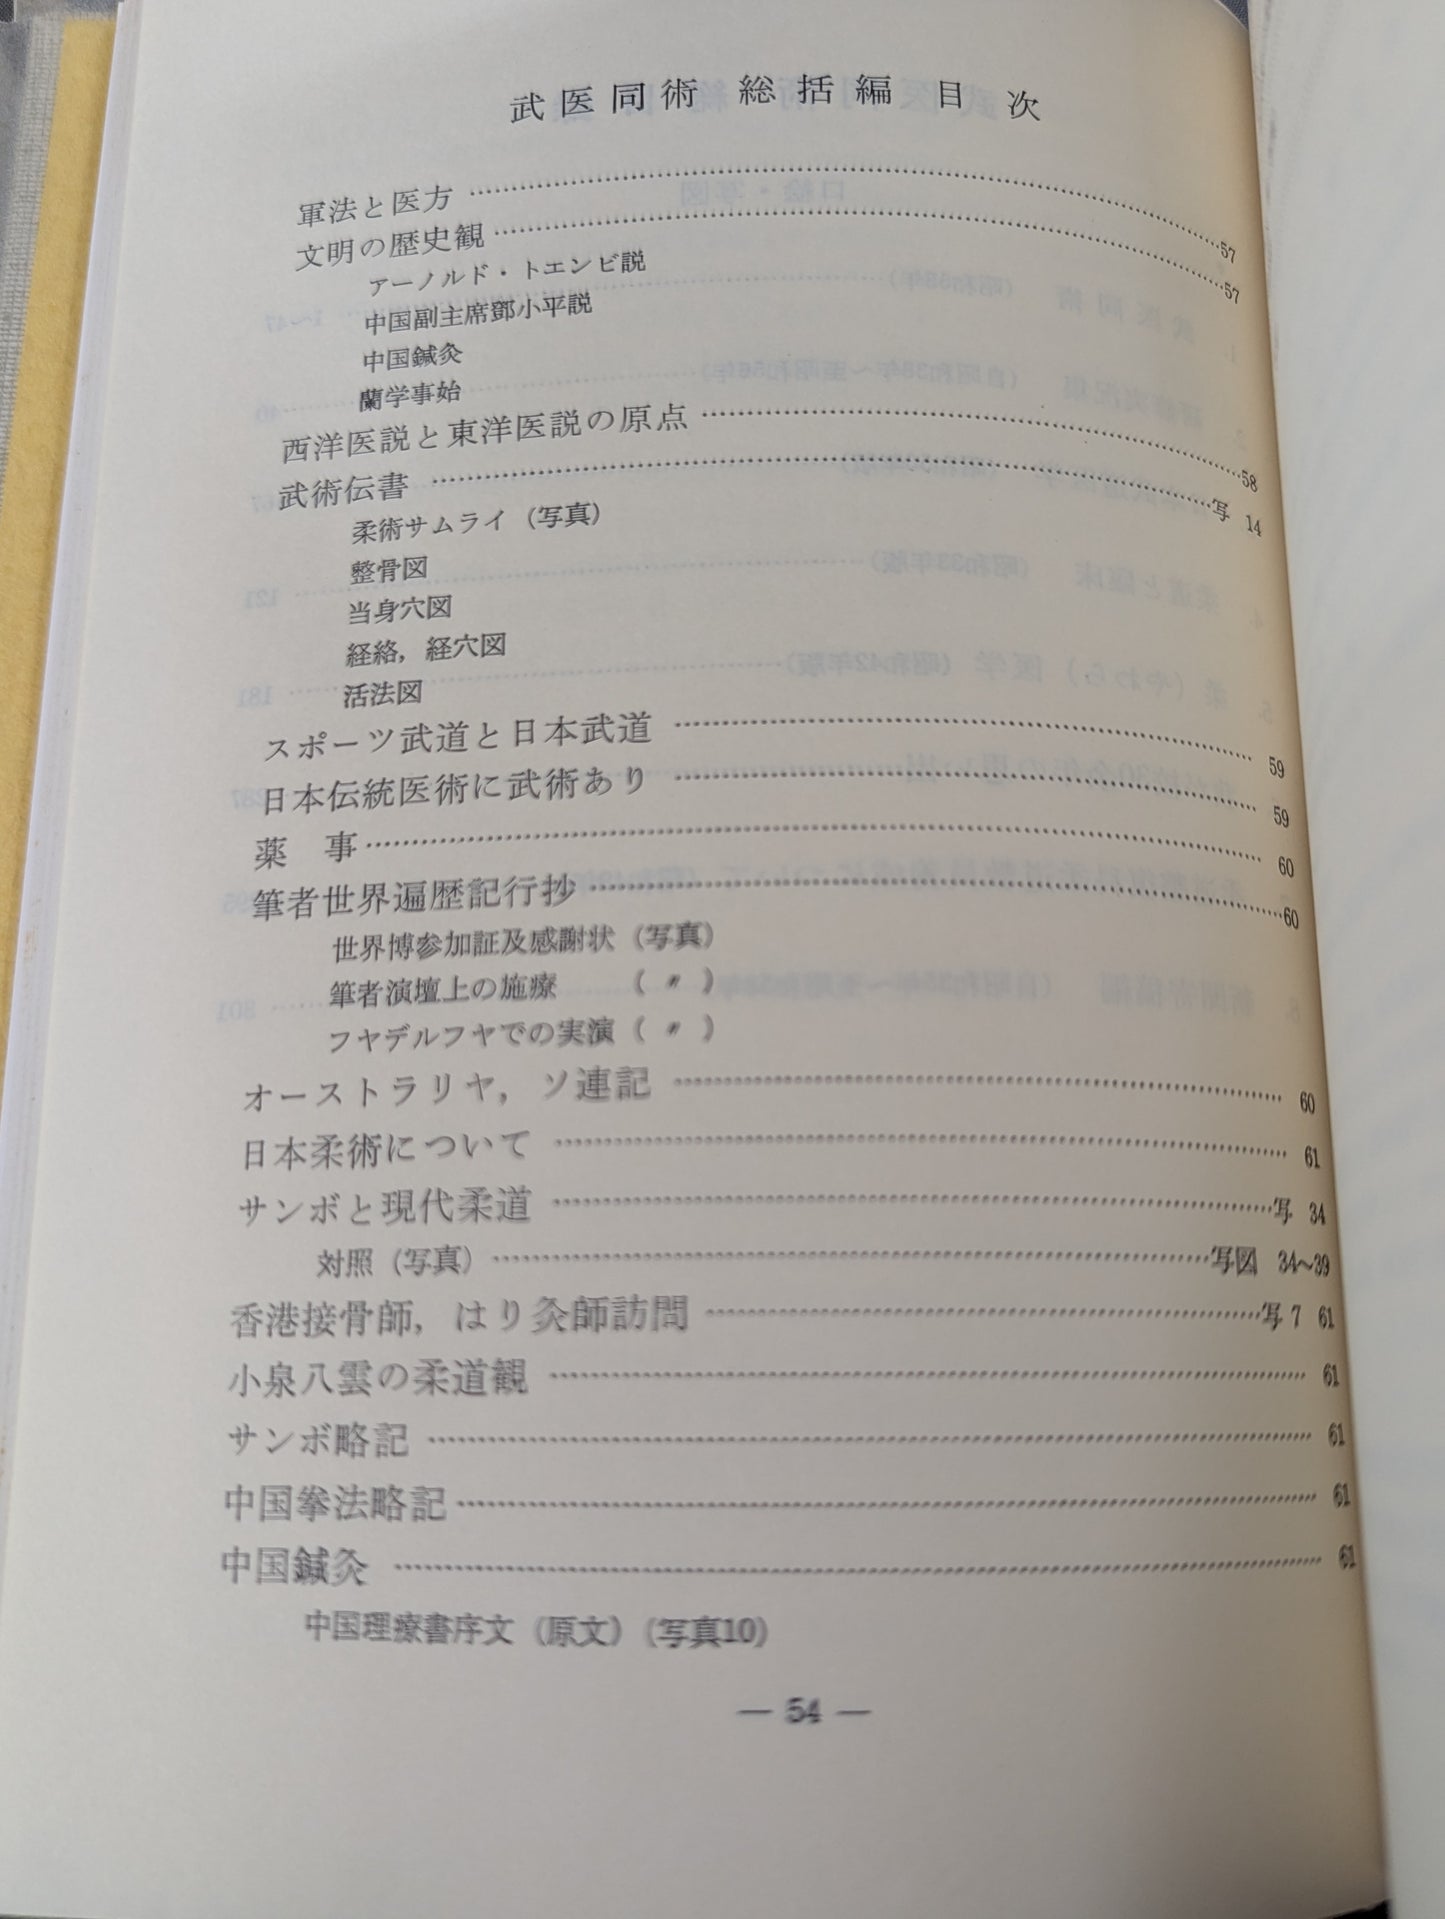 武医同術 総括編 目次
軍法と医方 ……… 57
文明の歴史観 ……… 57
アーノルド・トエンビ説
中国副主席鄧小平説
中国鍼灸
蘭学事始
西洋医説と東洋医説の原点 ……… 58
武術伝書 ……… 写 14
柔術サムライ（写真）
整骨図
当身穴図
経絡，経穴図
活法図
スポーツ武道と日本武道 ……… 59
日本伝統医術に武術あり ……… 59
薬　事 ……… 60
筆者世界遍歴記行抄 ……… 60
世界博参加証及感謝状（写真）
筆者演壇上の施療　（　〃　）
フヤデルフヤでの実演（　〃　）
オーストラリヤ，ソ連記 ……… 60
日本柔術について ……… 61
サンボと現代柔道 ……… 写 34
対照（写真） ……… 写図 34～39
香港接骨師，はり灸師訪問 ……… 写7 61
小泉八雲の柔道観 ……… 61
サンボ略記 ……… 61
中国拳法略記 ……… 61
中国鍼灸 ……… 61
中国理療書序文（原文）（写真10）
— 54 —